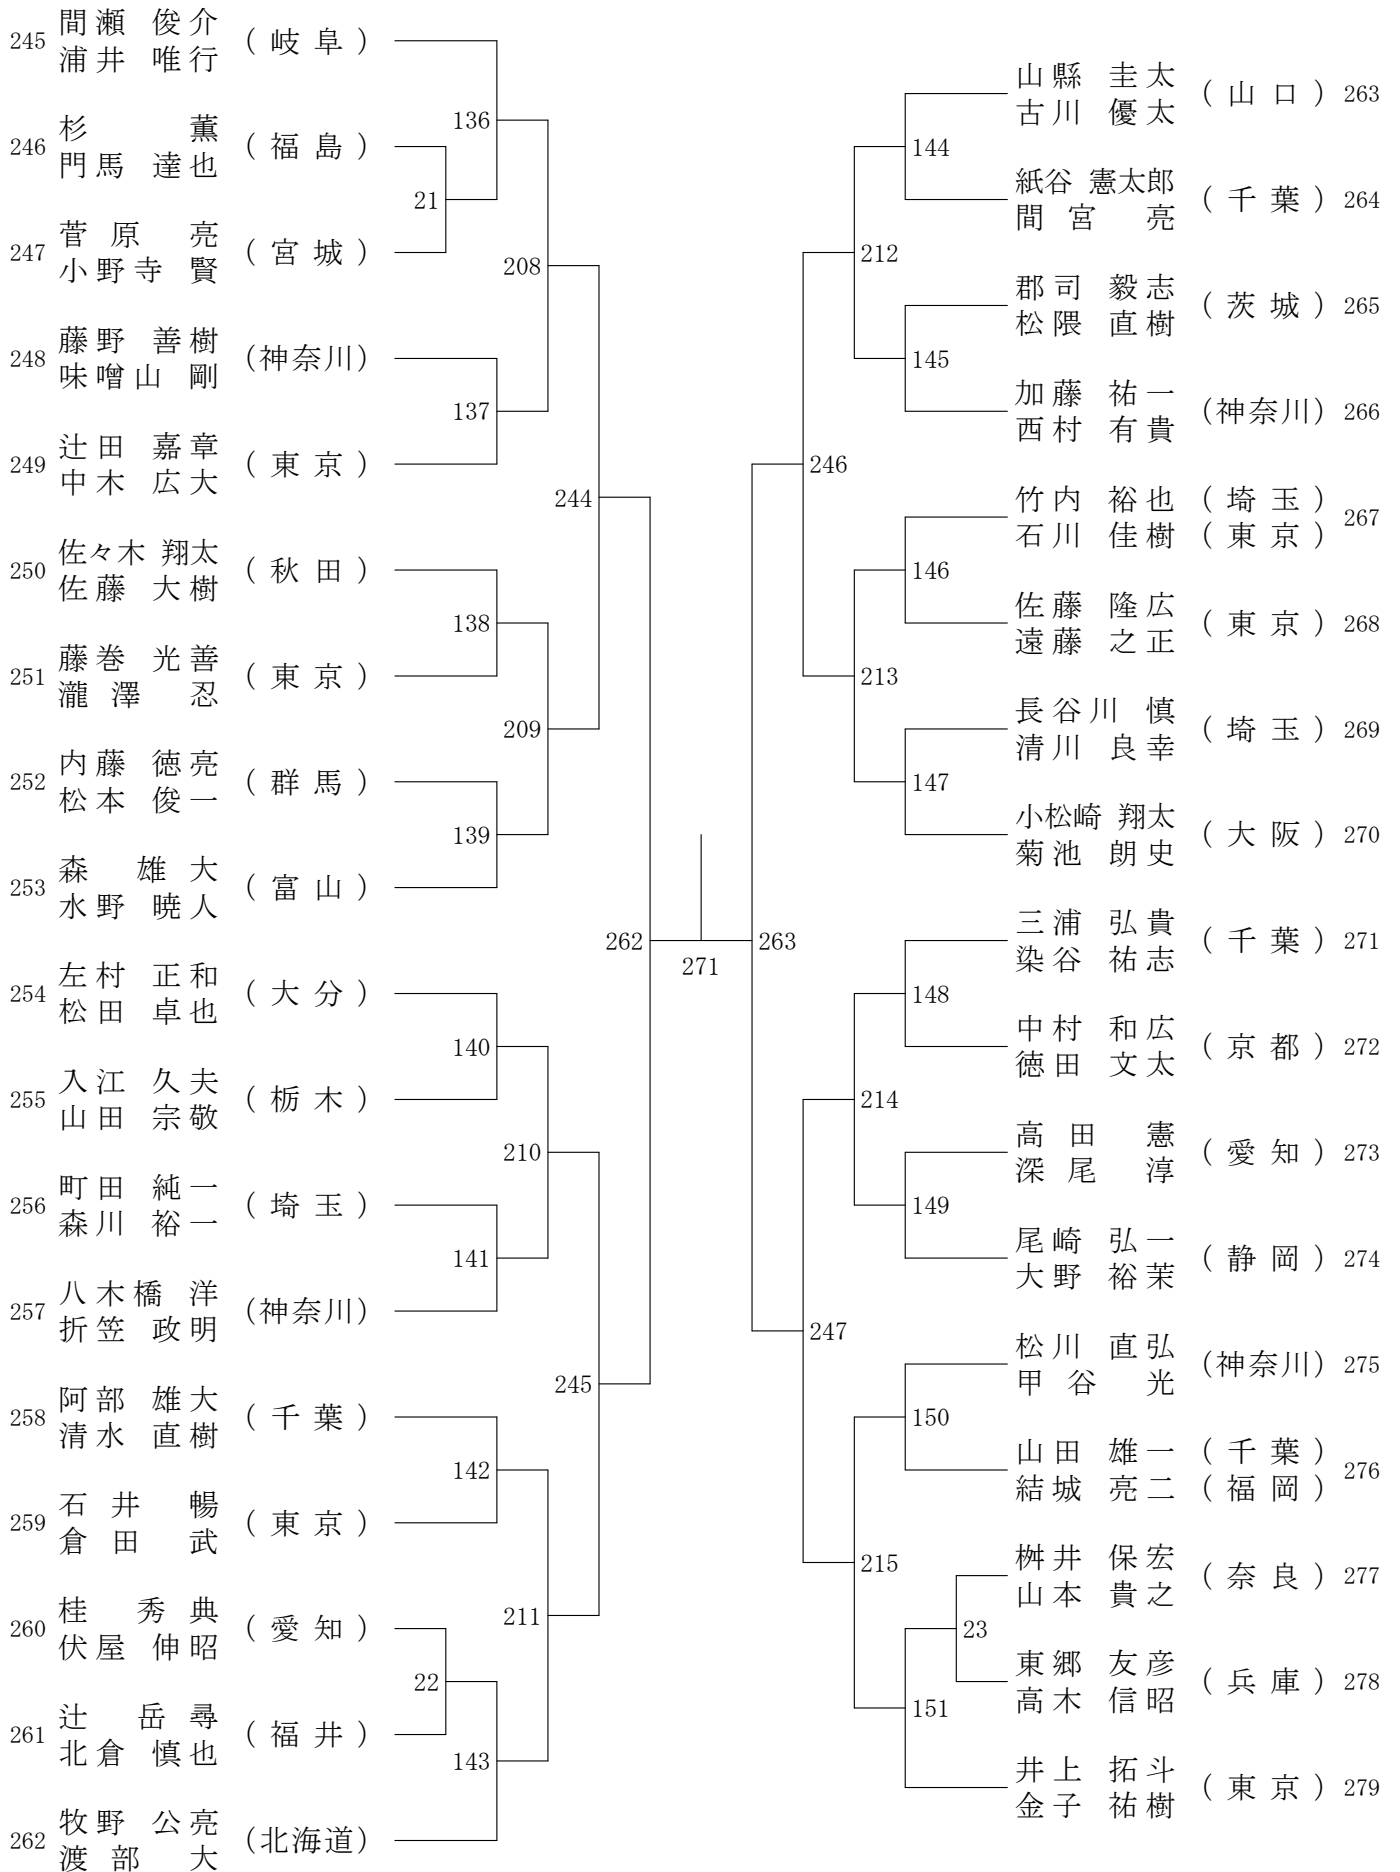 245 間瀬 俊介 (岐阜)
浦井 唯行
136
246 杉 薫 (福島)
門馬 達也
21
247 菅原 亮 (宮城)
小野寺 賢
208
248 藤野 善樹 (神奈川)
味噌山 剛
137
249 辻田 嘉章 (東京)
中木 広大
244
250 佐々木 翔太 (秋田)
佐藤 大樹
138
251 藤巻 光善 (東京)
瀧澤 忍
209
252 内藤 徳亮 (群馬)
松本 俊一
139
253 森 雄大 (富山)
水野 暁人
262
254 左村 正和 (大分)
松田 卓也
140
255 入江 久夫 (栃木)
山田 宗敬
210
256 町田 純一 (埼玉)
森川 裕一
141
257 八木橋 洋 (神奈川)
折笠 政明
245
258 阿部 雄大 (千葉)
清水 直樹
142
259 石井 暢 (東京)
倉田 武
211
260 桂 秀典 (愛知)
伏屋 伸昭
22
261 辻 岳尋 (福井)
北倉 慎也
143
262 牧野 公亮 (北海道)
渡部 大
271
山縣 圭太 (山口) 263
古川 優太
144
紙谷 憲太郎 (千葉) 264
間宮 亮
212
郡司 毅志 (茨城) 265
松隈 直樹
145
加藤 祐一 (神奈川) 266
西村 有貴
246
竹内 裕也 (埼玉) 267
石川 佳樹 (東京)
146
佐藤 隆広 (東京) 268
遠藤 之正
213
長谷川 慎 (埼玉) 269
清川 良幸
147
小松崎 翔太 (大阪) 270
菊池 朗史
263
三浦 弘貴 (千葉) 271
染谷 祐志
148
中村 和広 (京都) 272
徳田 文太
214
高田 憲 (愛知) 273
深尾 淳
149
尾崎 弘一 (静岡) 274
大野 裕茉
247
松川 直弘 (神奈川) 275
甲谷 光
150
山田 雄一 (千葉) 276
結城 亮二 (福岡)
215
桝井 保宏 (奈良) 277
山本 貴之
23
東郷 友彦 (兵庫) 278
高木 信昭
151
井上 拓斗 (東京) 279
金子 祐樹